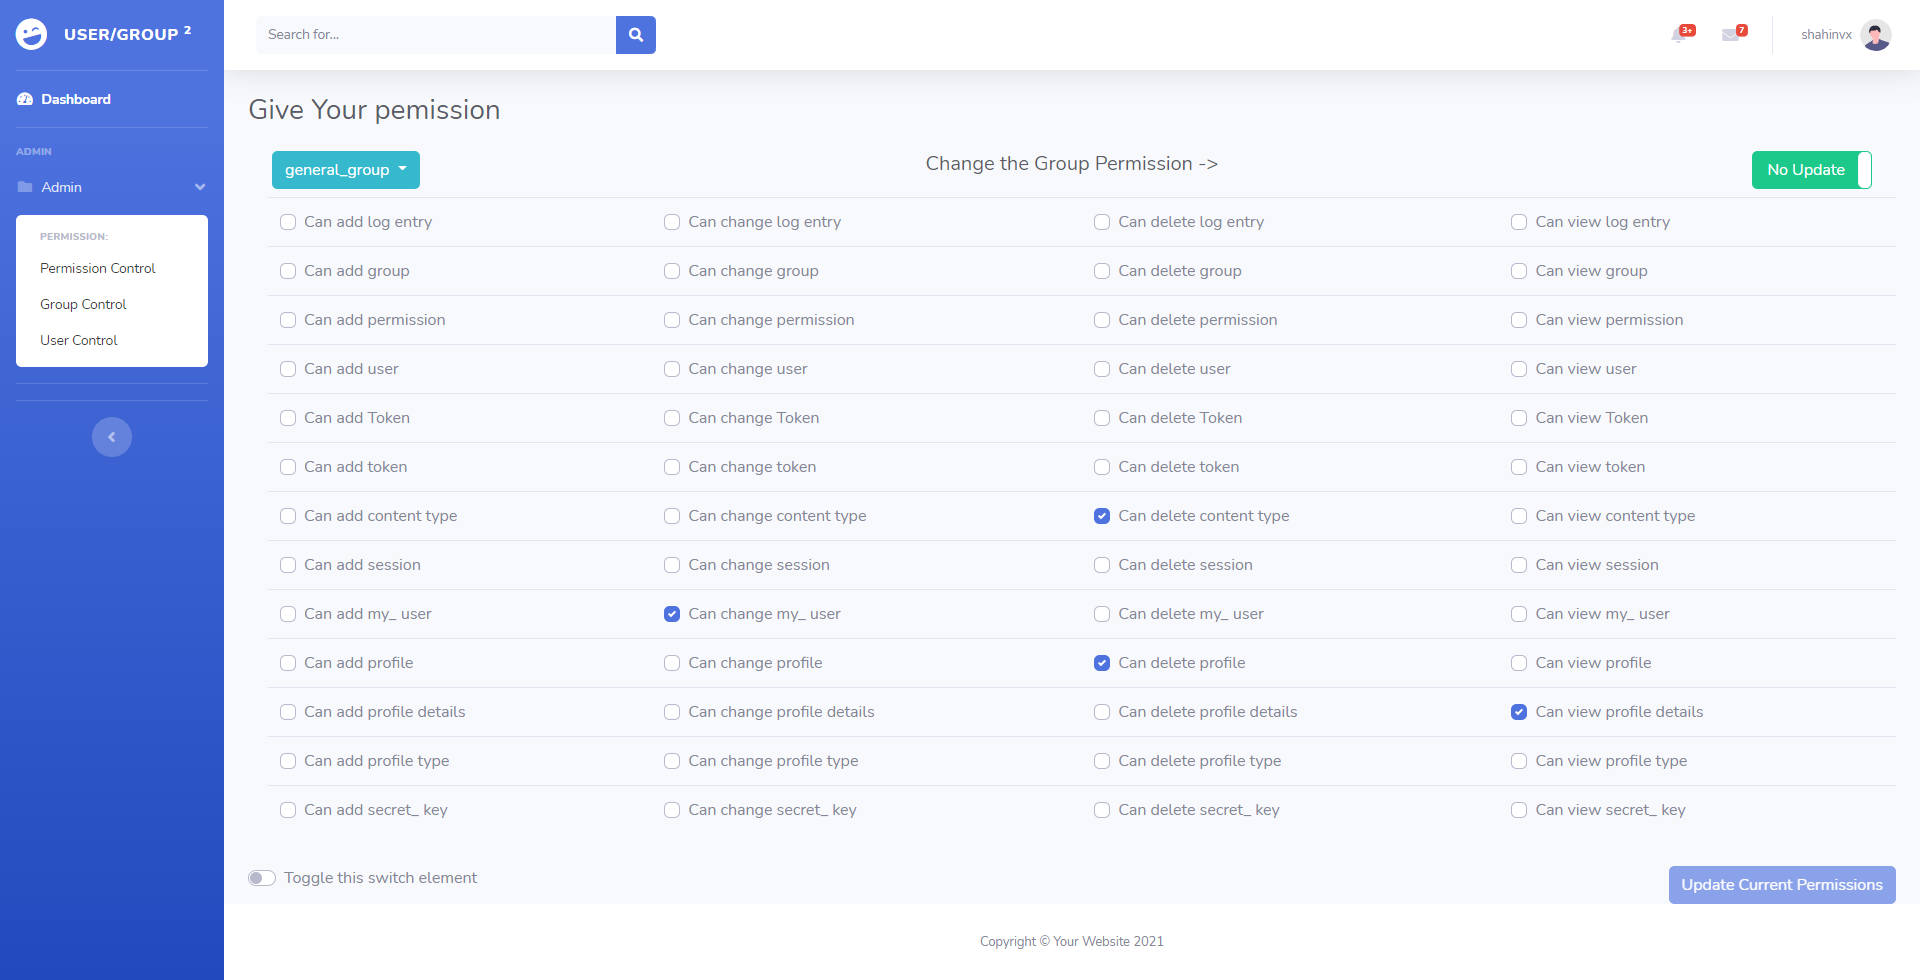 USER/GROUP 2
Search for...
3+
7
shahinvx
Dashboard
ADMIN
Admin
PERMISSION:
Permission Control
Group Control
User Control
Give Your pemission
general_group
Change the Group Permission ->
No Update
Can add log entry Can change log entry Can delete log entry Can view log entry
Can add group Can change group Can delete group Can view group
Can add permission Can change permission Can delete permission Can view permission
Can add user Can change user Can delete user Can view user
Can add Token Can change Token Can delete Token Can view Token
Can add token Can change token Can delete token Can view token
Can add content type Can change content type Can delete content type Can view content type
Can add session Can change session Can delete session Can view session
Can add my_ user Can change my_ user Can delete my_ user Can view my_ user
Can add profile Can change profile Can delete profile Can view profile
Can add profile details Can change profile details Can delete profile details Can view profile details
Can add profile type Can change profile type Can delete profile type Can view profile type
Can add secret_ key Can change secret_ key Can delete secret_ key Can view secret_ key
Toggle this switch element
Update Current Permissions
Copyright © Your Website 2021